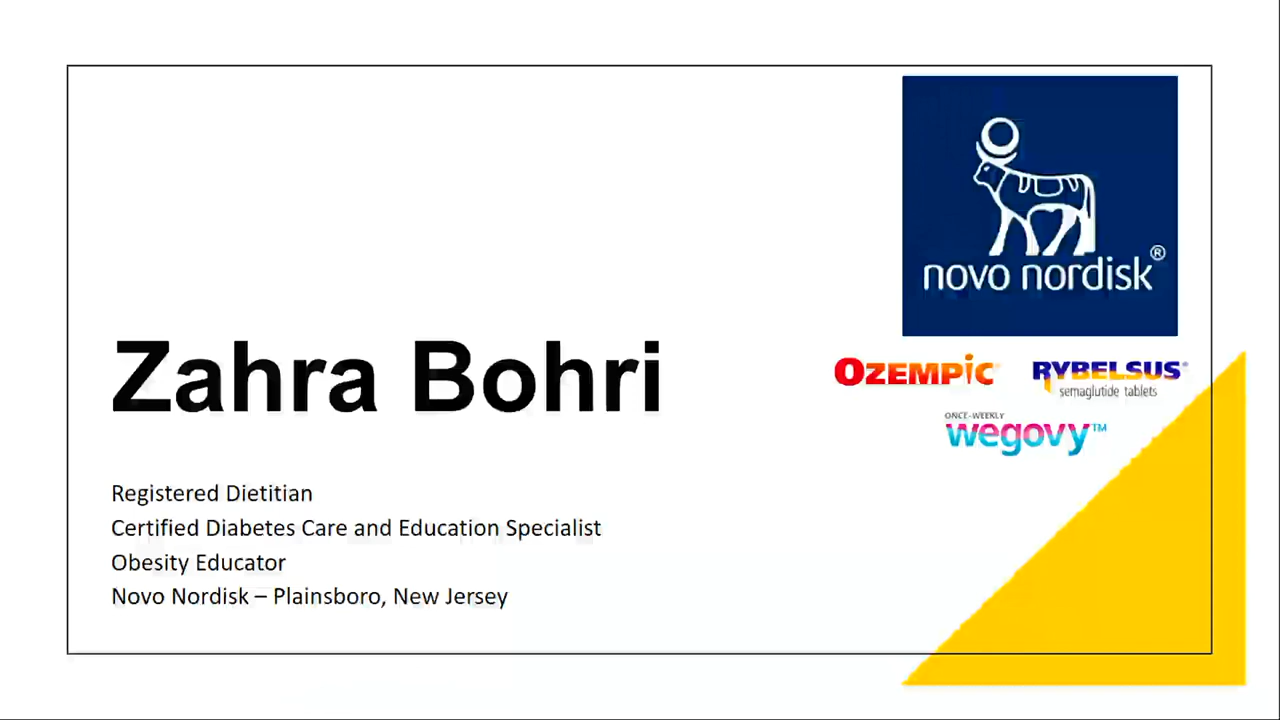 novo nordisk®
Zahra Bohri
OZEMPIC
RYBELSUS®
semaglutide tablets
ONCE-WEEKLY
wegovy™
Registered Dietitian
Certified Diabetes Care and Education Specialist
Obesity Educator
Novo Nordisk – Plainsboro, New Jersey